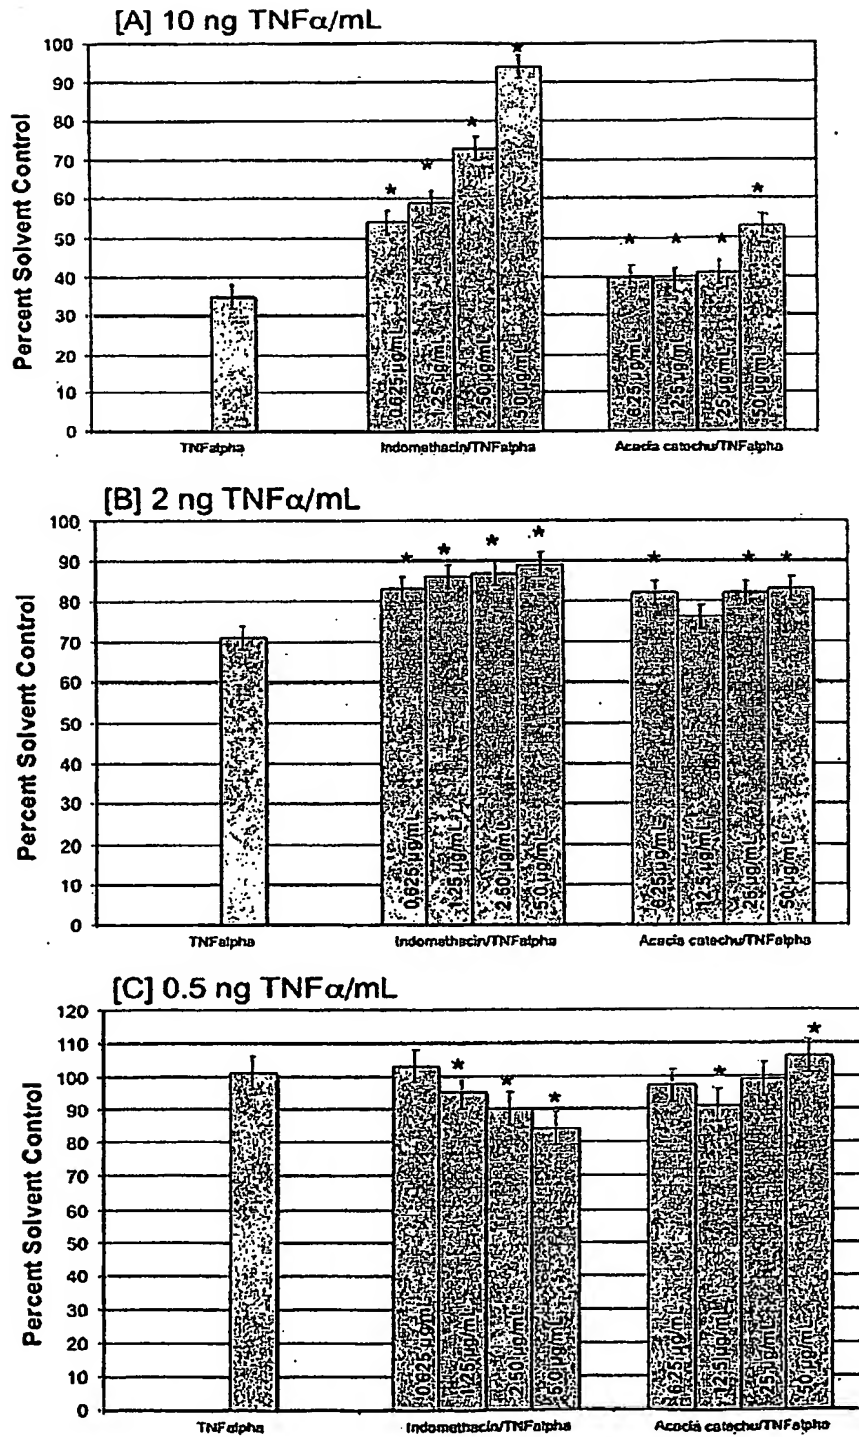 [A] 10 ng TNFα/mL
Percent Solvent Control
100
90
80
70
60
50
40
30
20
10
0
*
*
*
*
*
*
*
*
0.625 µg/mL
1.25 µg/mL
2.50 µg/mL
5.0 µg/mL
6.25 µg/mL
12.5 µg/mL
25 µg/mL
50 µg/mL
TNFalpha
Indomethacin/TNFalpha
Acacia catechu/TNFalpha
[B] 2 ng TNFα/mL
Percent Solvent Control
100
90
80
70
60
50
40
30
20
10
0
*
*
*
*
*
*
*
0.625 µg/mL
1.25 µg/mL
2.50 µg/mL
5.0 µg/mL
6.25 µg/mL
12.5 µg/mL
25 µg/mL
50 µg/mL
TNFalpha
Indomethacin/TNFalpha
Acacia catechu/TNFalpha
[C] 0.5 ng TNFα/mL
Percent Solvent Control
120
110
100
90
80
70
60
50
40
30
20
10
0
*
*
*
*
*
0.625 µg/mL
1.25 µg/mL
2.50 µg/mL
5.0 µg/mL
6.25 µg/mL
12.5 µg/mL
25 µg/mL
50 µg/mL
TNFalpha
Indomethacin/TNFalpha
Acacia catechu/TNFalpha